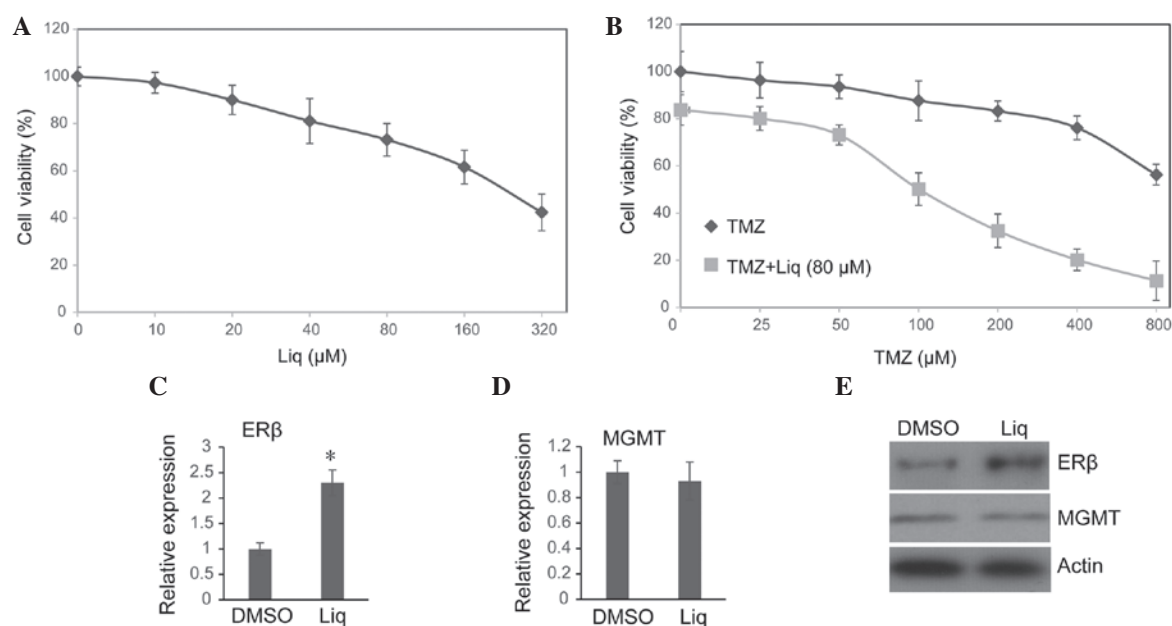 A
120
100
80
60
40
20
0
Cell viability (%)
0 10 20 40 80 160 320
Liq (µM)
B
120
100
80
60
40
20
0
Cell viability (%)
TMZ
TMZ+Liq (80 µM)
0 25 50 100 200 400 800
TMZ (µM)
C
ERβ
3
2.5
2
1.5
1
0.5
0
Relative expression
*
DMSO Liq
D
MGMT
1.2
1
0.8
0.6
0.4
0.2
0
Relative expression
DMSO Liq
E
DMSO Liq
ERβ
MGMT
Actin